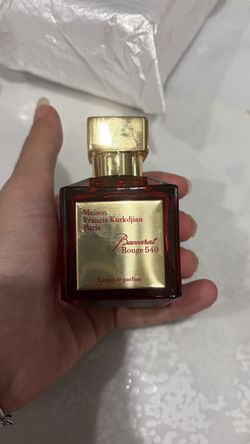 Maison
Francis Kurkdjian
Paris
Baccarat
Rouge 540
Extrait de parfum